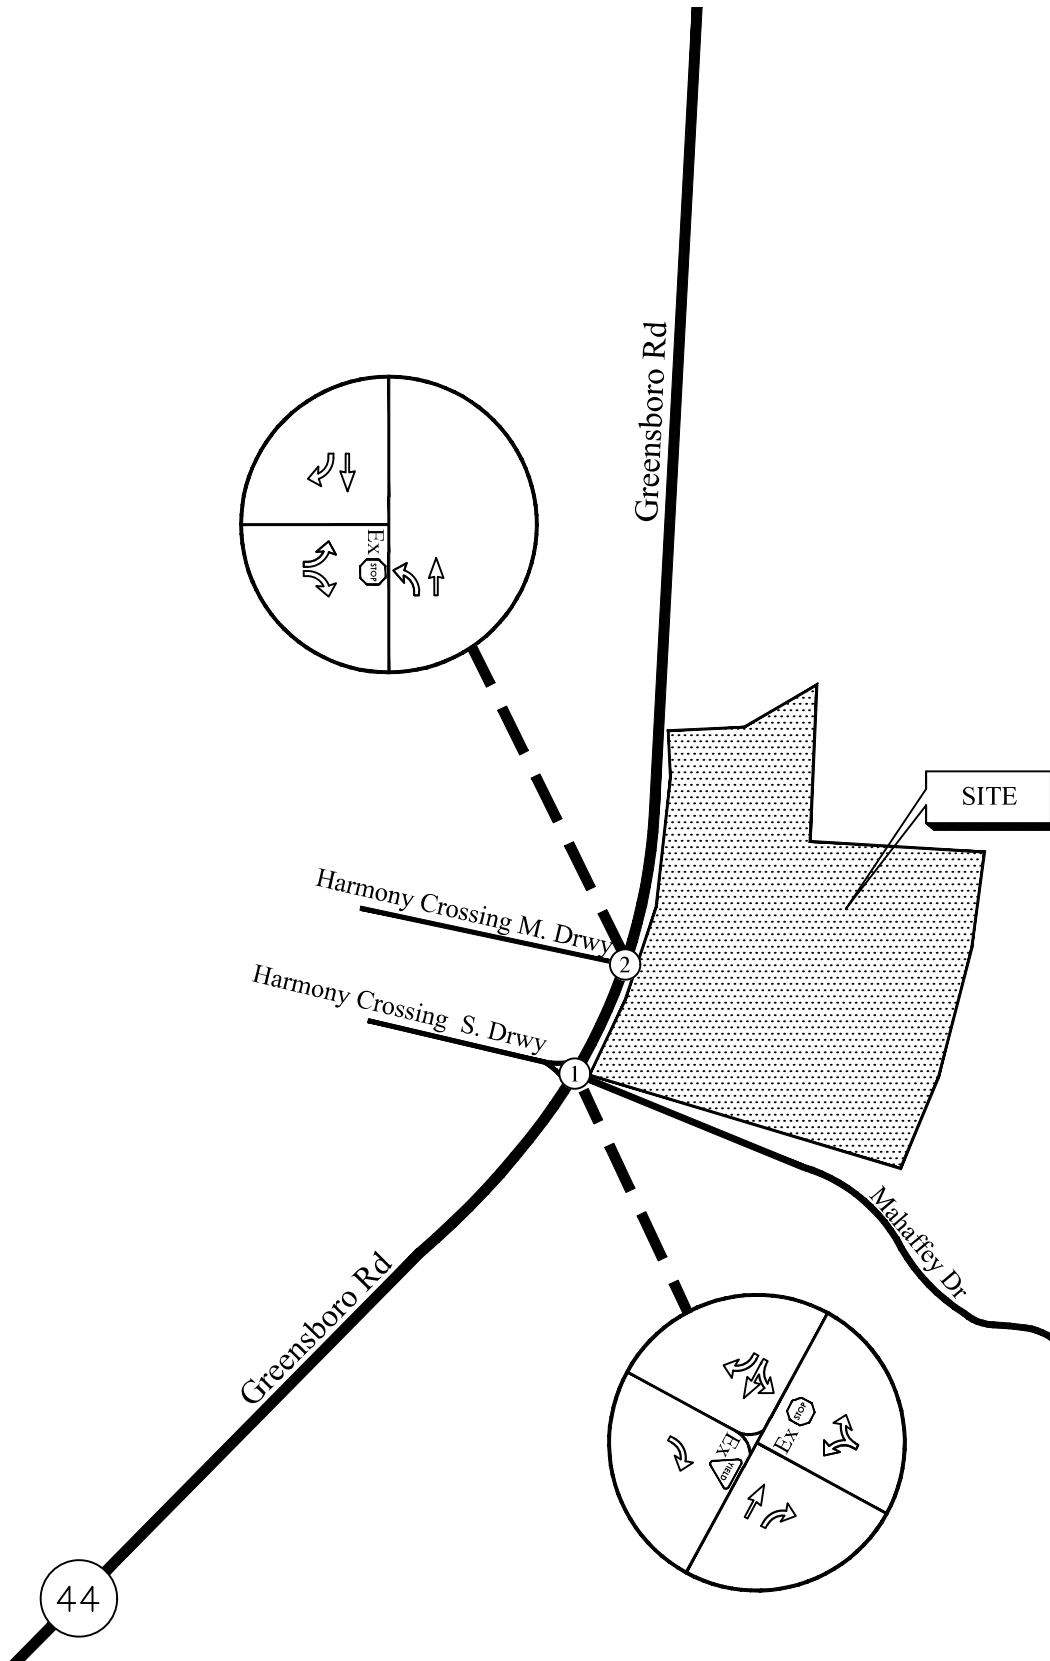 Greensboro Rd
Ex
STOP
SITE
Harmony Crossing M. Drwy
2
Harmony Crossing S. Drwy
1
Mahaffey Dr
Greensboro Rd
STOP
Ex
Ex
YIELD
44